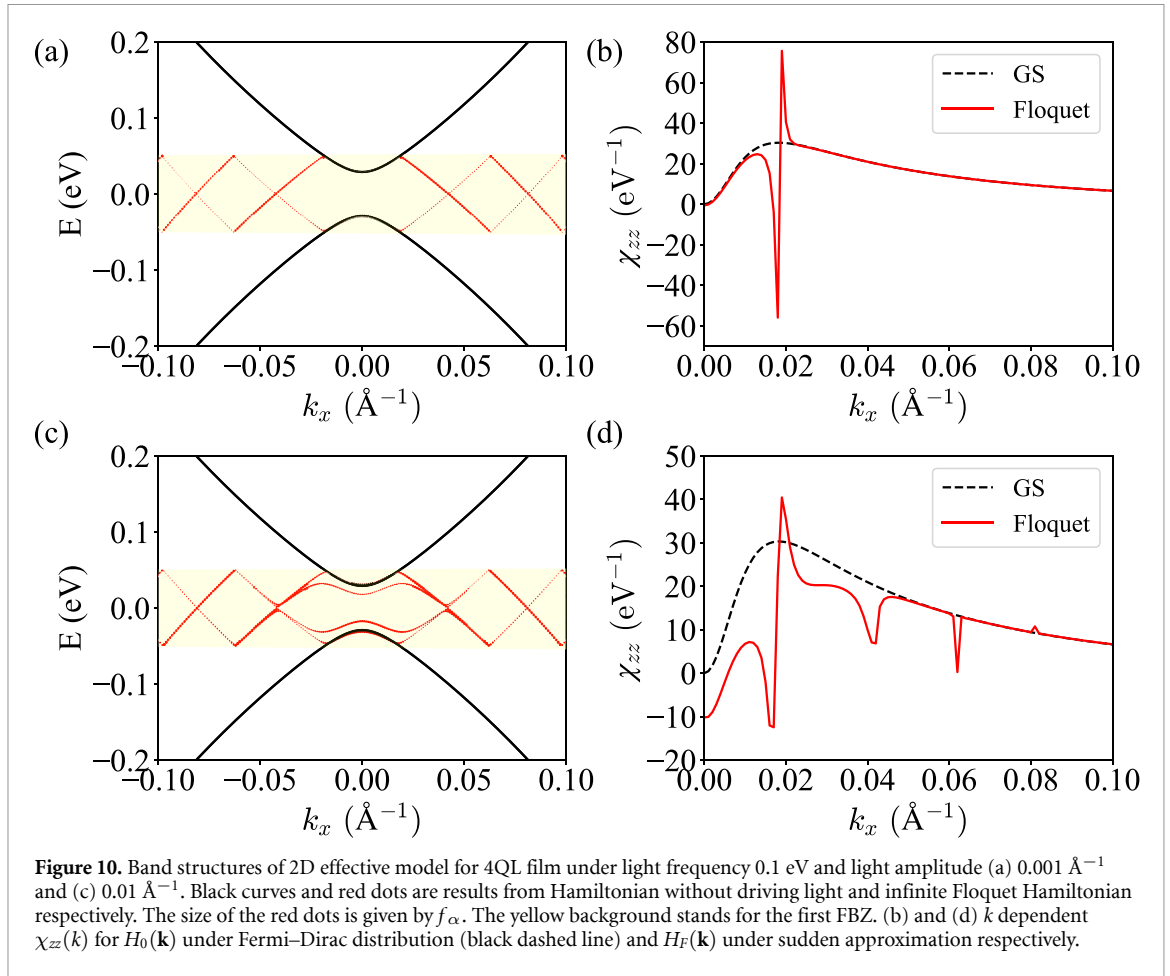 (a)
0.2
0.1
0.0
−0.1
−0.2
E (eV)
−0.10 −0.05 0.00 0.05 0.10
k_x (Å⁻¹)
(b)
80
60
40
20
0
−20
−40
−60
χ_zz (eV⁻¹)
GS
Floquet
0.00 0.02 0.04 0.06 0.08 0.10
k_x (Å⁻¹)
(c)
0.2
0.1
0.0
−0.1
−0.2
E (eV)
−0.10 −0.05 0.00 0.05 0.10
k_x (Å⁻¹)
(d)
50
40
30
20
10
0
−10
−20
χ_zz (eV⁻¹)
GS
Floquet
0.00 0.02 0.04 0.06 0.08 0.10
k_x (Å⁻¹)
Figure 10. Band structures of 2D effective model for 4QL film under light frequency 0.1 eV and light amplitude (a) 0.001 Å⁻¹
and (c) 0.01 Å⁻¹. Black curves and red dots are results from Hamiltonian without driving light and infinite Floquet Hamiltonian
respectively. The size of the red dots is given by f_α. The yellow background stands for the first FBZ. (b) and (d) k dependent
χ_zz(k) for H_0(k) under Fermi–Dirac distribution (black dashed line) and H_F(k) under sudden approximation respectively.